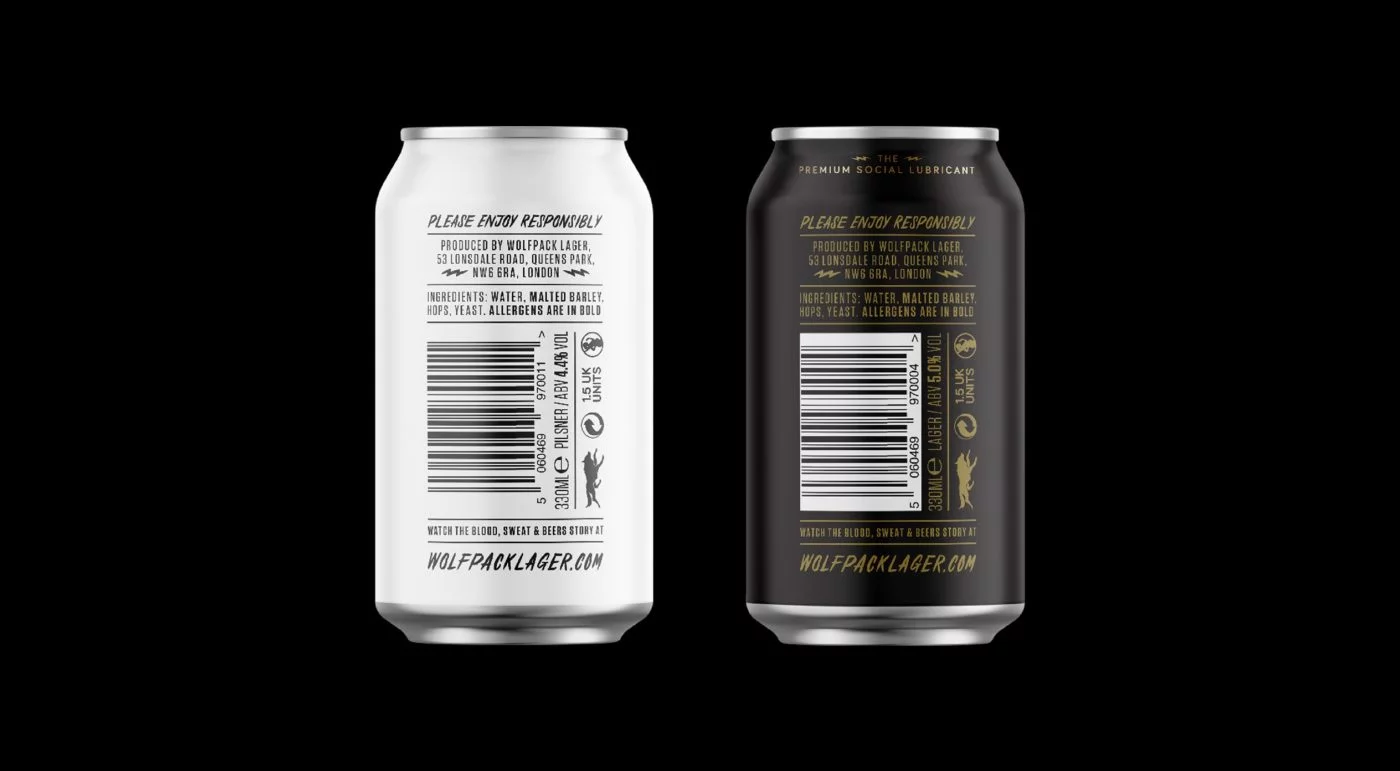 PLEASE ENJOY RESPONSIBLY
PRODUCED BY WOLFPACK LAGER,
53 LONSDALE ROAD, QUEENS PARK,
NW6 6RA, LONDON
INGREDIENTS: WATER, MALTED BARLEY,
HOPS, YEAST. ALLERGENS ARE IN BOLD
5 060469 970011 >
330ML e PILSNER / ABV 4.4% VOL
1.5 UK
UNITS
WATCH THE BLOOD, SWEAT & BEERS STORY AT
WOLFPACKLAGER.COM
THE
PREMIUM SOCIAL LUBRICANT
PLEASE ENJOY RESPONSIBLY
PRODUCED BY WOLFPACK LAGER,
53 LONSDALE ROAD, QUEENS PARK,
NW6 6RA, LONDON
INGREDIENTS: WATER, MALTED BARLEY,
HOPS, YEAST. ALLERGENS ARE IN BOLD
5 060469 970004 >
330ML e LAGER / ABV 5.0% VOL
1.5 UK
UNITS
WATCH THE BLOOD, SWEAT & BEERS STORY AT
WOLFPACKLAGER.COM